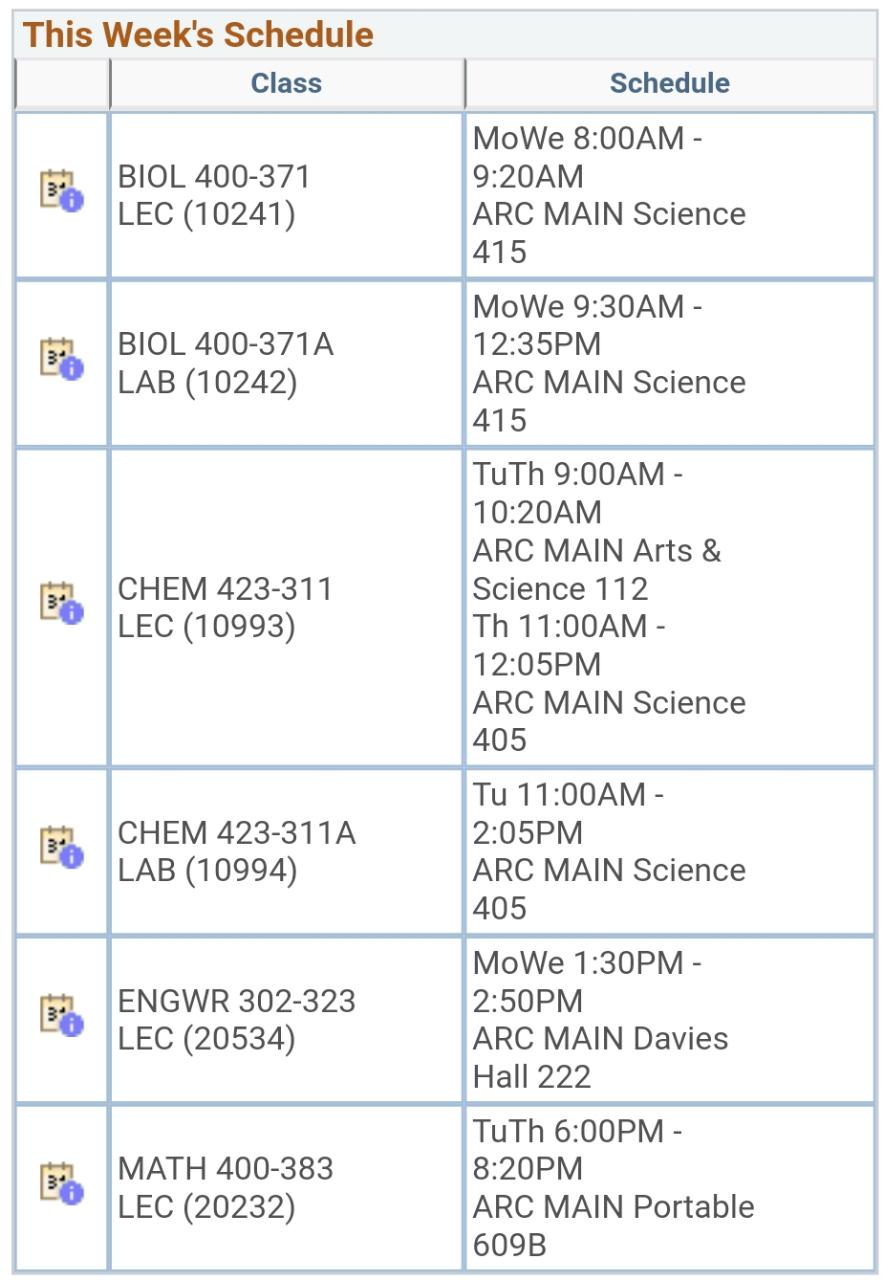 This Week's Schedule
Class Schedule
BIOL 400-371
LEC (10241)
MoWe 8:00AM -
9:20AM
ARC MAIN Science
415
BIOL 400-371A
LAB (10242)
MoWe 9:30AM -
12:35PM
ARC MAIN Science
415
CHEM 423-311
LEC (10993)
TuTh 9:00AM -
10:20AM
ARC MAIN Arts &
Science 112
Th 11:00AM -
12:05PM
ARC MAIN Science
405
CHEM 423-311A
LAB (10994)
Tu 11:00AM -
2:05PM
ARC MAIN Science
405
ENGWR 302-323
LEC (20534)
MoWe 1:30PM -
2:50PM
ARC MAIN Davies
Hall 222
MATH 400-383
LEC (20232)
TuTh 6:00PM -
8:20PM
ARC MAIN Portable
609B